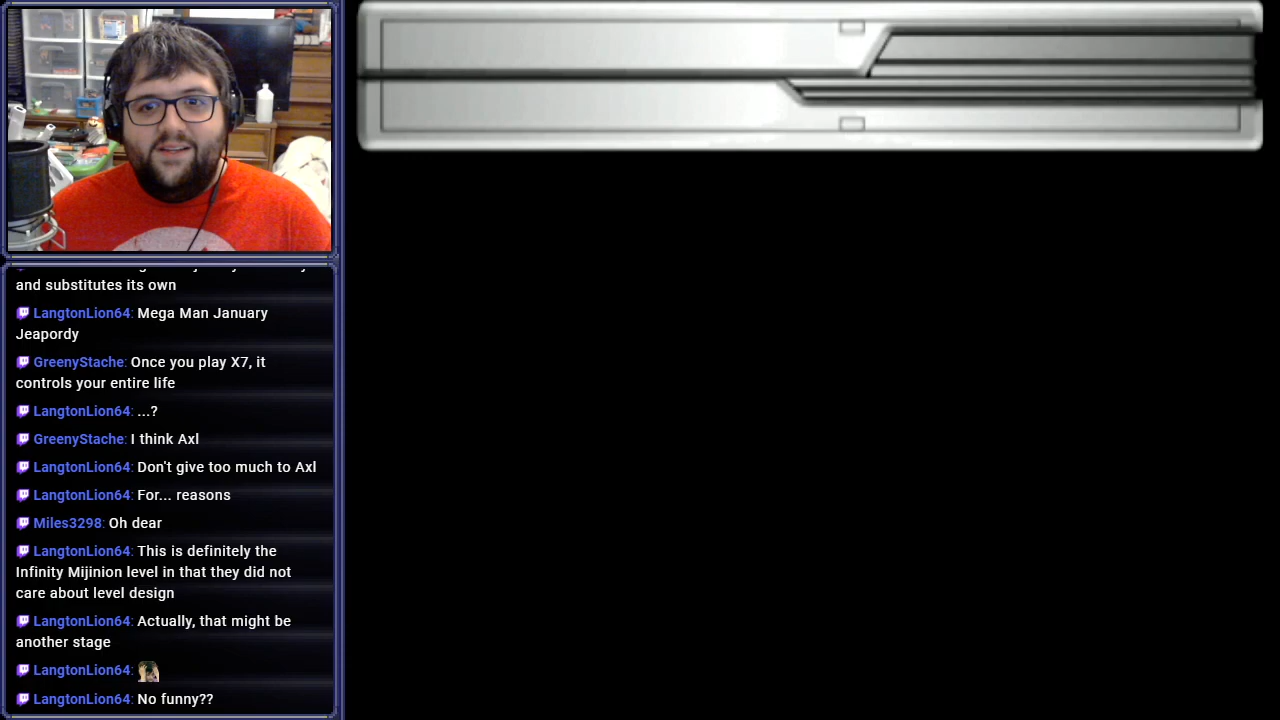 and substitutes its own
LangtonLion64: Mega Man January
Jeapordy
GreenyStache: Once you play X7, it
controls your entire life
LangtonLion64: ...?
GreenyStache: I think Axl
LangtonLion64: Don't give too much to Axl
LangtonLion64: For... reasons
Miles3298: Oh dear
LangtonLion64: This is definitely the
Infinity Mijinion level in that they did not
care about level design
LangtonLion64: Actually, that might be
another stage
LangtonLion64:
LangtonLion64: No funny??